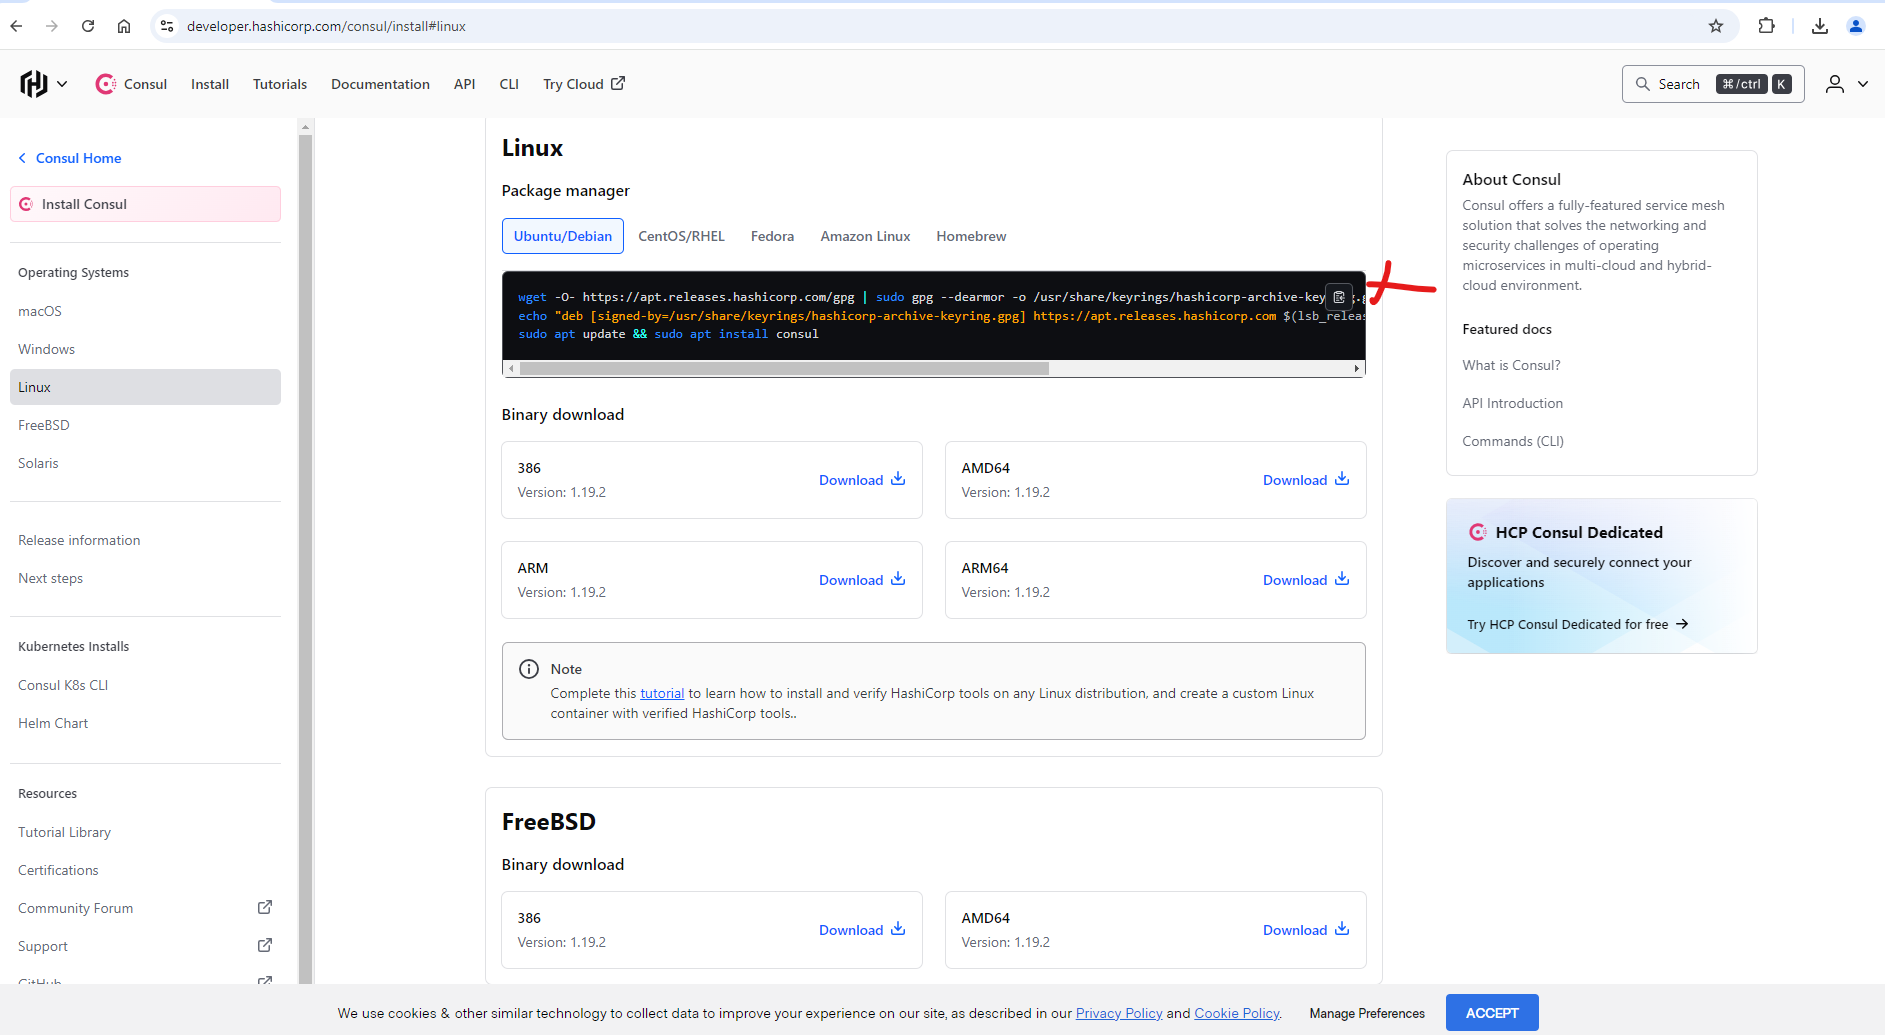 developer.hashicorp.com/consul/install#linux
Consul Install Tutorials Documentation API CLI Try Cloud
Search ⌘/ctrl K
Consul Home
Install Consul
Operating Systems
macOS
Windows
Linux
FreeBSD
Solaris
Release information
Next steps
Kubernetes Installs
Consul K8s CLI
Helm Chart
Resources
Tutorial Library
Certifications
Community Forum
Support
GitHub
Linux
Package manager
Ubuntu/Debian CentOS/RHEL Fedora Amazon Linux Homebrew
wget -O- https://apt.releases.hashicorp.com/gpg | sudo gpg --dearmor -o /usr/share/keyrings/hashicorp-archive-key
echo "deb [signed-by=/usr/share/keyrings/hashicorp-archive-keyring.gpg] https://apt.releases.hashicorp.com $(lsb_releas
sudo apt update && sudo apt install consul
Binary download
386
Version: 1.19.2
Download
AMD64
Version: 1.19.2
Download
ARM
Version: 1.19.2
Download
ARM64
Version: 1.19.2
Download
Note
Complete this tutorial to learn how to install and verify HashiCorp tools on any Linux distribution, and create a custom Linux
container with verified HashiCorp tools..
FreeBSD
Binary download
386
Version: 1.19.2
Download
AMD64
Version: 1.19.2
Download
About Consul
Consul offers a fully-featured service mesh
solution that solves the networking and
security challenges of operating
microservices in multi-cloud and hybrid-
cloud environment.
Featured docs
What is Consul?
API Introduction
Commands (CLI)
HCP Consul Dedicated
Discover and securely connect your
applications
Try HCP Consul Dedicated for free
We use cookies & other similar technology to collect data to improve your experience on our site, as described in our Privacy Policy and Cookie Policy.
Manage Preferences
ACCEPT